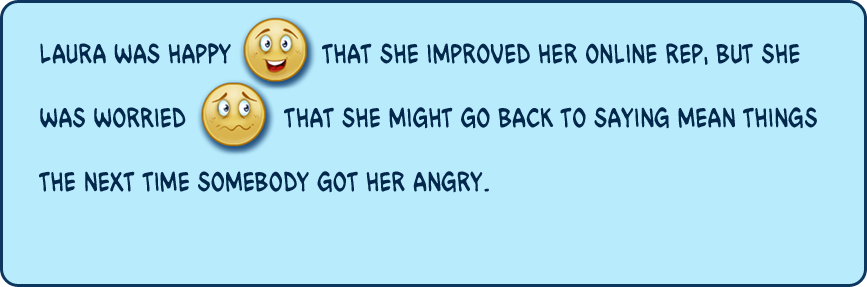 LAURA WAS HAPPY THAT SHE IMPROVED HER ONLINE REP, BUT SHE
WAS WORRIED THAT SHE MIGHT GO BACK TO SAYING MEAN THINGS
THE NEXT TIME SOMEBODY GOT HER ANGRY.